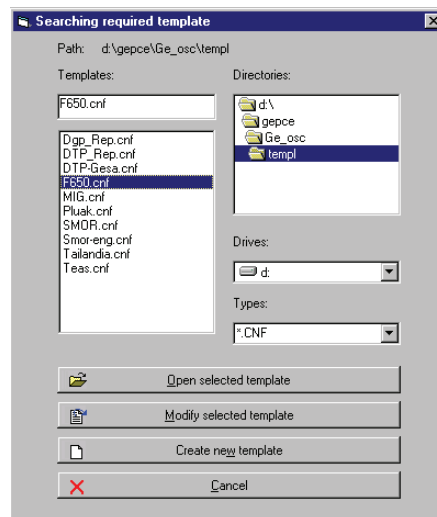 Searching required template
Path: d:\gepce\Ge_osc\templ
Templates:
F650.cnf
Dgp_Rep.cnf
DTP_Rep.cnf
DTP-Gesa.cnf
F650.cnf
MIG.cnf
Pluak.cnf
SMOR.cnf
Smor-eng.cnf
Tailandia.cnf
Teas.cnf
Directories:
d:\
gepce
Ge_osc
templ
Drives:
d:
Types:
*.CNF
Open selected template
Modify selected template
Create new template
Cancel